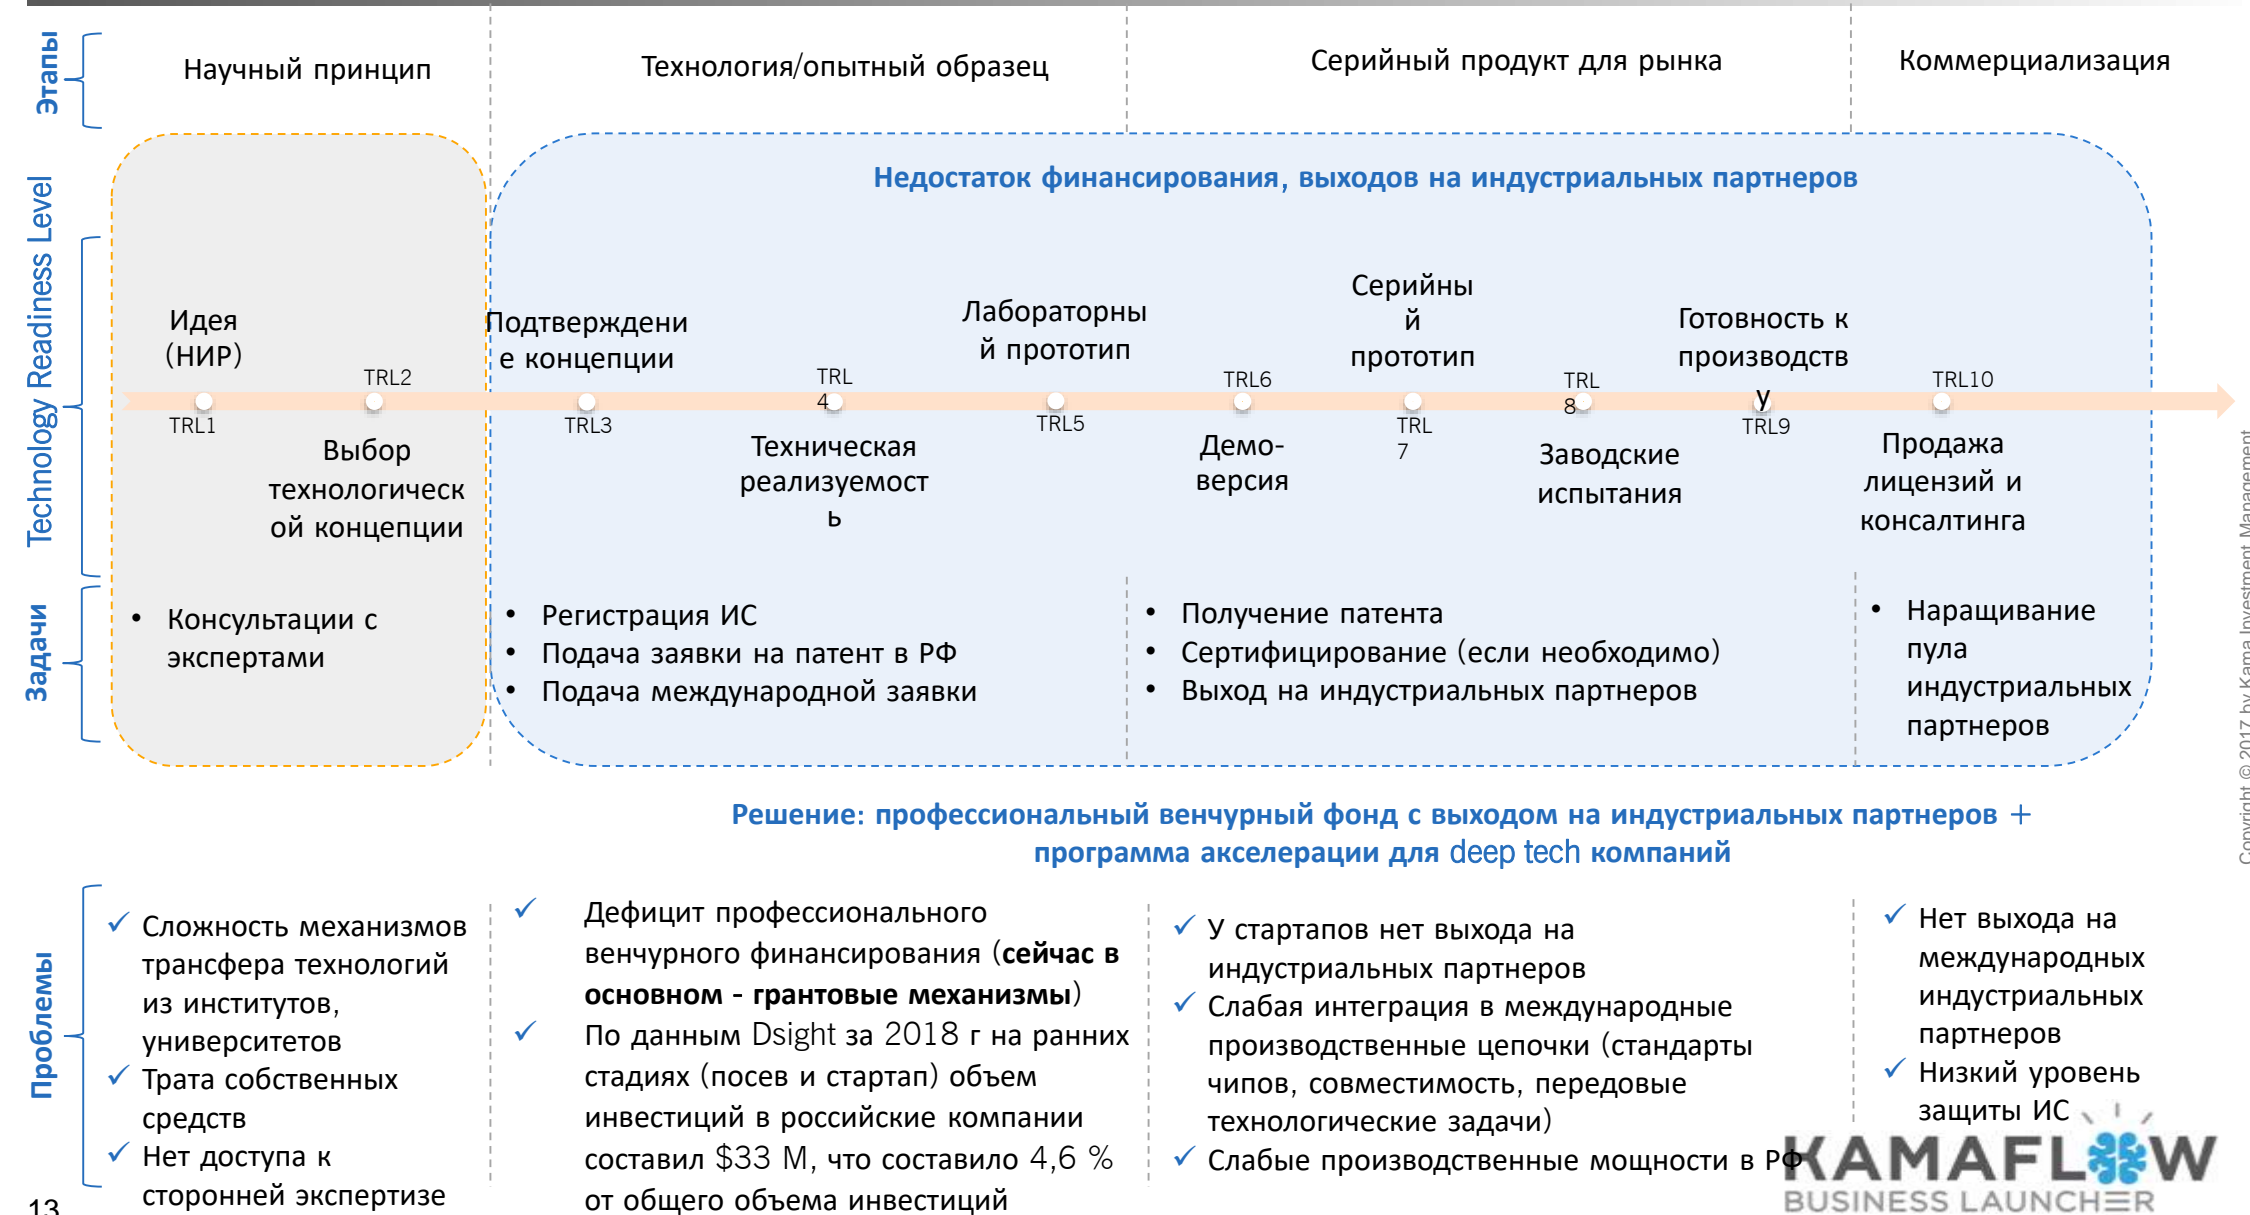 Этапы
Научный принцип
Технология/опытный образец
Серийный продукт для рынка
Коммерциализация
Недостаток финансирования, выходов на индустриальных партнеров
Technology Readiness Level
Идея
(НИР)
TRL1
TRL2
Выбор
технологическ
ой концепции
Подтверждени
е концепции
TRL3
TRL
4
Техническая
реализуемост
ь
Лабораторны
й прототип
TRL5
TRL6
Демо-
версия
Серийны
й
прототип
TRL
7
TRL
8
Заводские
испытания
Готовность к
производств
у
TRL9
TRL10
Продажа
лицензий и
консалтинга
Задачи
• Консультации с
экспертами
• Регистрация ИС
• Подача заявки на патент в РФ
• Подача международной заявки
• Получение патента
• Сертифицирование (если необходимо)
• Выход на индустриальных партнеров
• Наращивание
пула
индустриальных
партнеров
Решение: профессиональный венчурный фонд с выходом на индустриальных партнеров +
программа акселерации для deep tech компаний
Проблемы
✓ Сложность механизмов
трансфера технологий
из институтов,
университетов
✓ Трата собственных
средств
✓ Нет доступа к
сторонней экспертизе
✓ Дефицит профессионального
венчурного финансирования (сейчас в
основном - грантовые механизмы)
✓ По данным Dsight за 2018 г на ранних
стадиях (посев и стартап) объем
инвестиций в российские компании
составил $33 M, что составило 4,6 %
от общего объема инвестиций
✓ У стартапов нет выхода на
индустриальных партнеров
✓ Слабая интеграция в международные
производственные цепочки (стандарты
чипов, совместимость, передовые
технологические задачи)
✓ Слабые производственные мощности в РФ
✓ Нет выхода на
международных
индустриальных
партнеров
✓ Низкий уровень
защиты ИС
Copyright © 2017 by Kama Investment Management
KAMAFLOW
BUSINESS LAUNCHER
13